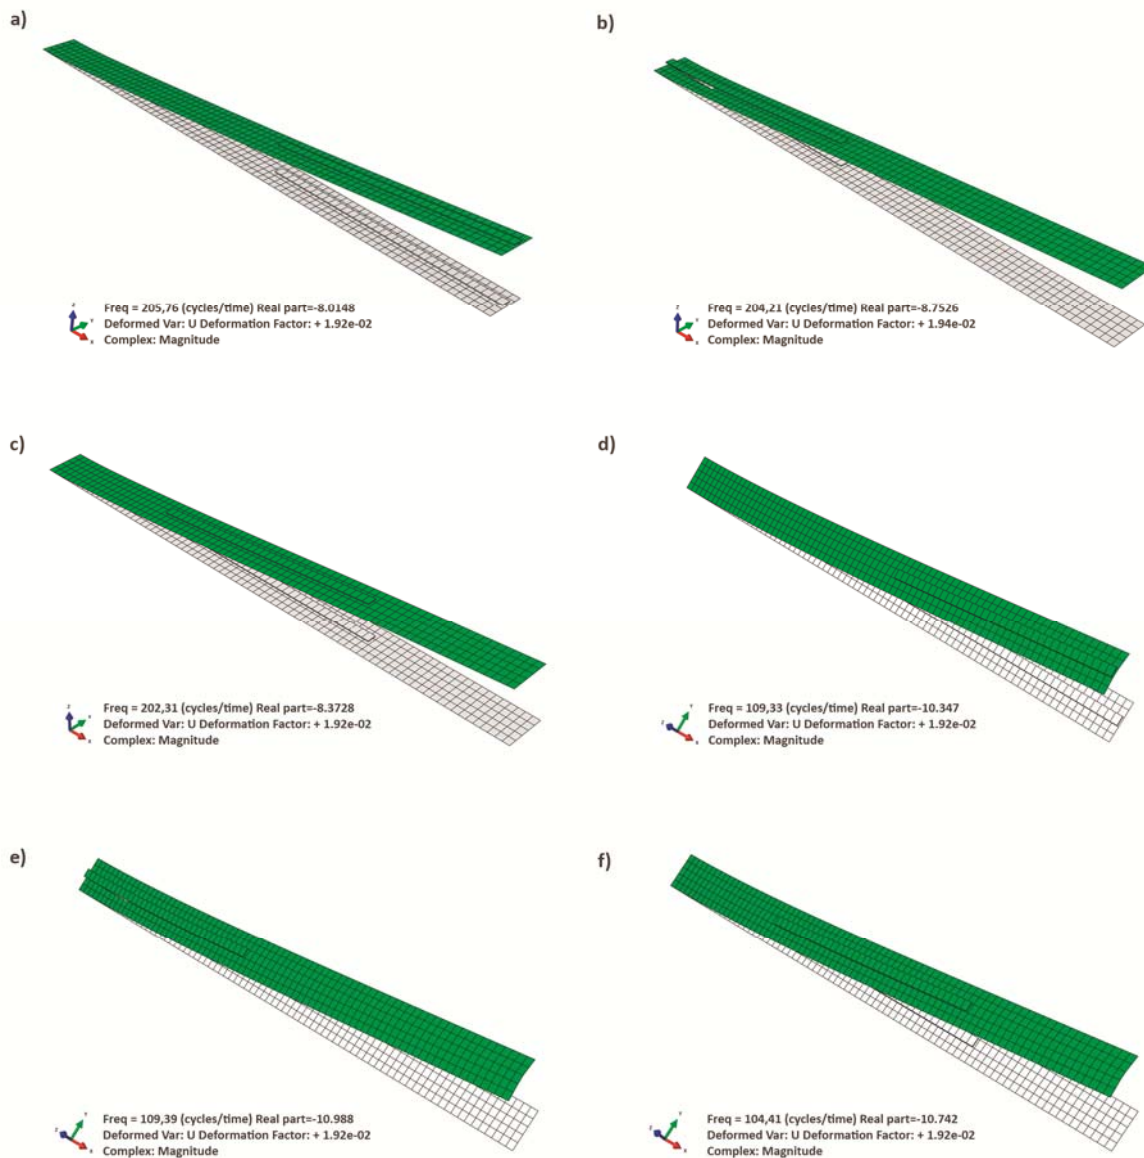 a)
b)
Freq = 205,76 (cycles/time) Real part=-8.0148
Deformed Var: U Deformation Factor: + 1.92e-02
Complex: Magnitude
Freq = 204,21 (cycles/time) Real part=-8.7526
Deformed Var: U Deformation Factor: + 1.94e-02
Complex: Magnitude
c)
d)
Freq = 202,31 (cycles/time) Real part=-8.3728
Deformed Var: U Deformation Factor: + 1.92e-02
Complex: Magnitude
Freq = 109,33 (cycles/time) Real part=-10.347
Deformed Var: U Deformation Factor: + 1.92e-02
Complex: Magnitude
e)
f)
Freq = 109,39 (cycles/time) Real part=-10.988
Deformed Var: U Deformation Factor: + 1.92e-02
Complex: Magnitude
Freq = 104,41 (cycles/time) Real part=-10.742
Deformed Var: U Deformation Factor: + 1.92e-02
Complex: Magnitude